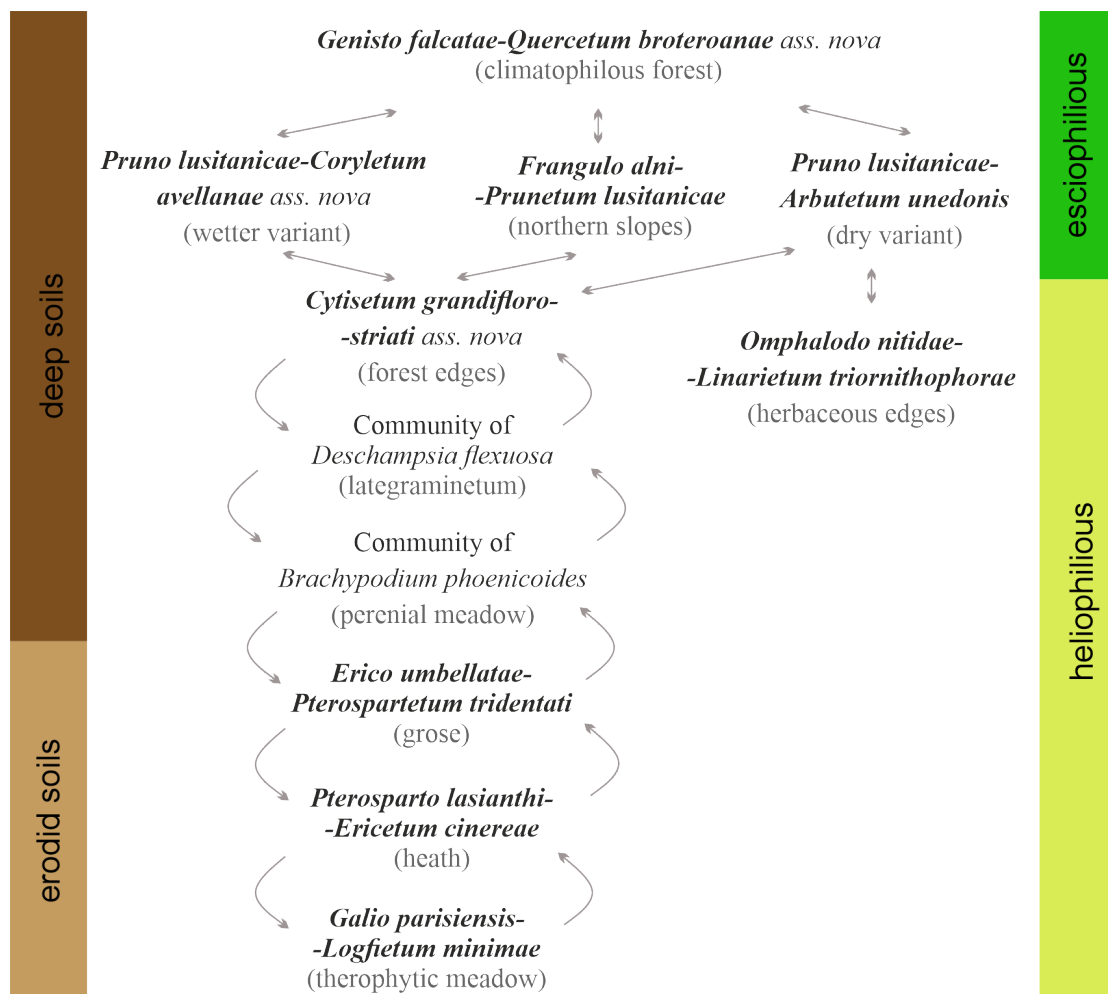 Genisto falcatae-Quercetum broteroanae ass. nova
(climatophilous forest)
Pruno lusitanicae-Coryletum
avellanae ass. nova
(wetter variant)
Frangulo alni-
-Prunetum lusitanicae
(northern slopes)
Pruno lusitanicae-
Arbutetum unedonis
(dry variant)
Cytisetum grandifloro-
-striati ass. nova
(forest edges)
Omphalodo nitidae-
-Linarietum triornithophorae
(herbaceous edges)
Community of
Deschampsia flexuosa
(lategraminetum)
Community of
Brachypodium phoenicoides
(perenial meadow)
Erico umbellatae-
Pterospartetum tridentati
(grose)
Pterosparto lasianthi-
-Ericetum cinereae
(heath)
Galio parisiensis-
-Logfietum minimae
(therophytic meadow)
deep soils
erodid soils
esciophilious
heliophilious